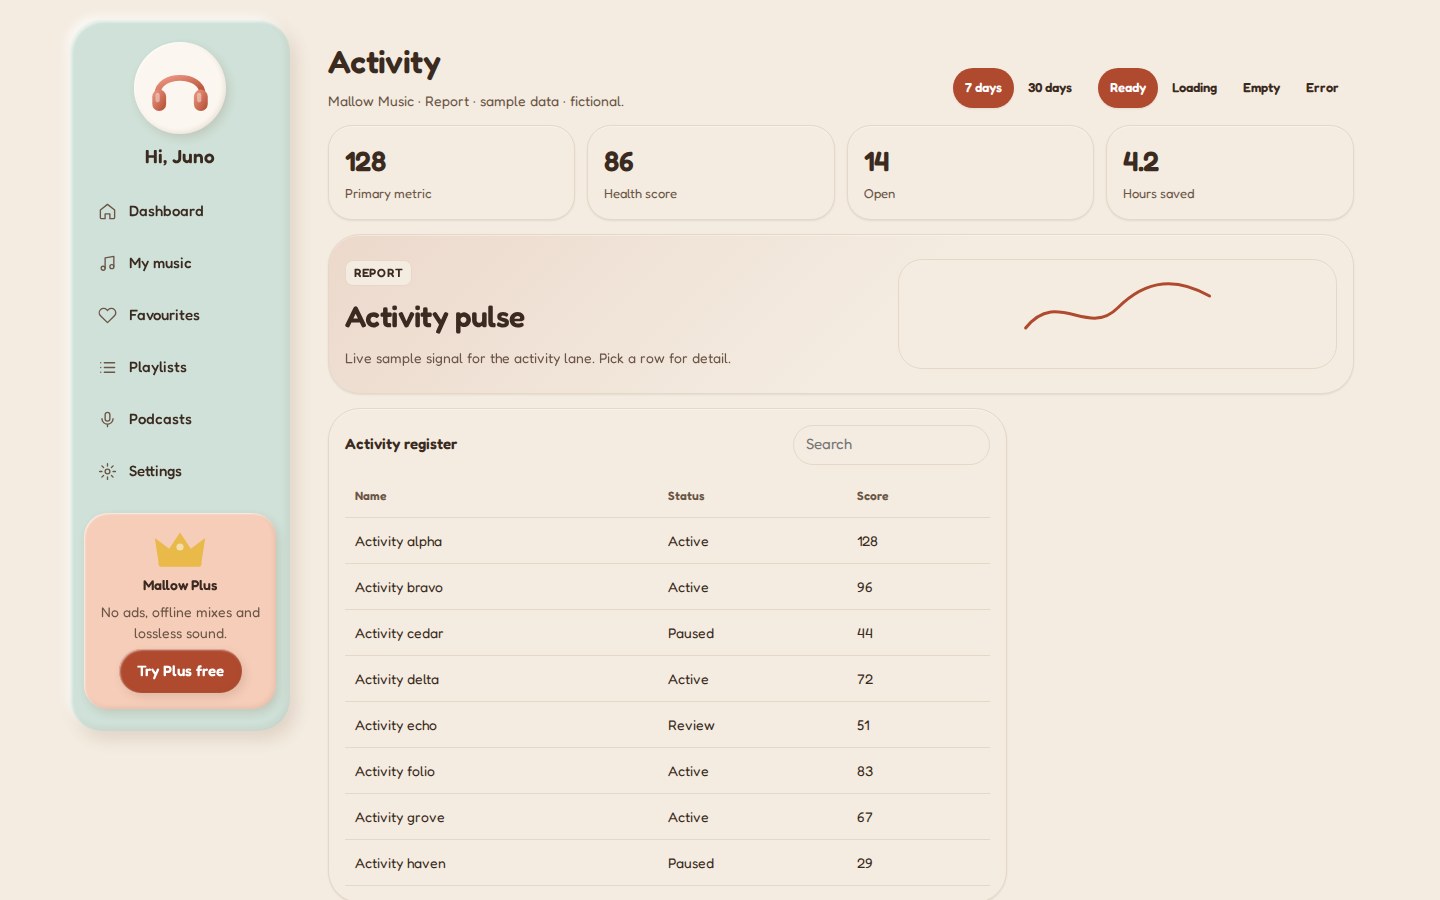 Hi, Juno
Dashboard
My music
Favourites
Playlists
Podcasts
Settings
Mallow Plus
No ads, offline mixes and
lossless sound.
Try Plus free
Activity
Mallow Music · Report · sample data · fictional.
7 days
30 days
Ready
Loading
Empty
Error
128
Primary metric
86
Health score
14
Open
4.2
Hours saved
REPORT
Activity pulse
Live sample signal for the activity lane. Pick a row for detail.
Activity register
Search
Name Status Score
Activity alpha Active 128
Activity bravo Active 96
Activity cedar Paused 44
Activity delta Active 72
Activity echo Review 51
Activity folio Active 83
Activity grove Active 67
Activity haven Paused 29